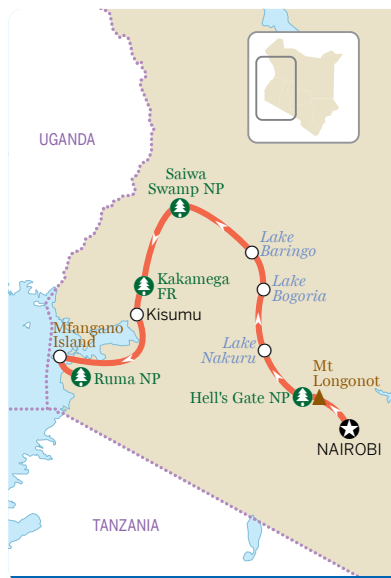 UGANDA
Saiwa
Swamp NP
Lake
Baringo
Kakamega
FR
Lake
Bogoria
Kisumu
Mfangano
Island
Lake
Nakuru
Mt
Longonot
Ruma NP
Hell's Gate NP
NAIROBI
TANZANIA